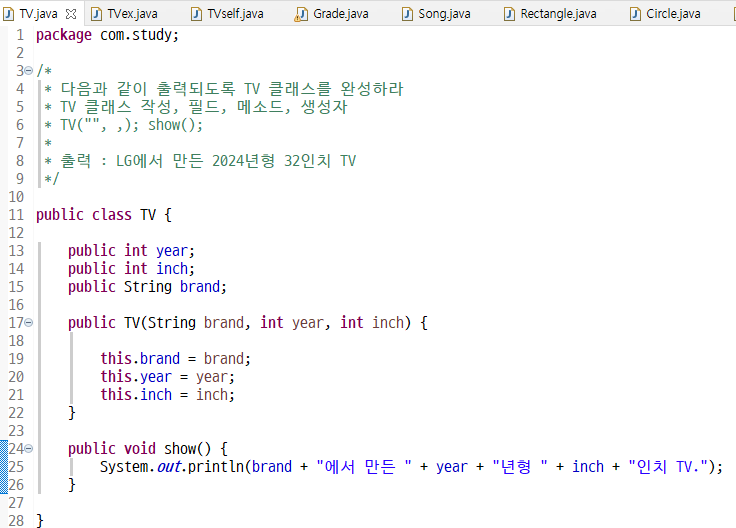 TV.java TVex.java TVself.java Grade.java Song.java Rectangle.java Circle.java
1 package com.study;
2
3 /*
4 * 다음과 같이 출력되도록 TV 클래스를 완성하라
5 * TV 클래스 작성, 필드, 메소드, 생성자
6 * TV("", ,); show();
7 *
8 * 출력 : LG에서 만든 2024년형 32인치 TV
9 */
10
11 public class TV {
12
13 public int year;
14 public int inch;
15 public String brand;
16
17 public TV(String brand, int year, int inch) {
18
19 this.brand = brand;
20 this.year = year;
21 this.inch = inch;
22 }
23
24 public void show() {
25 System.out.println(brand + "에서 만든 " + year + "년형 " + inch + "인치 TV.");
26 }
27
28 }